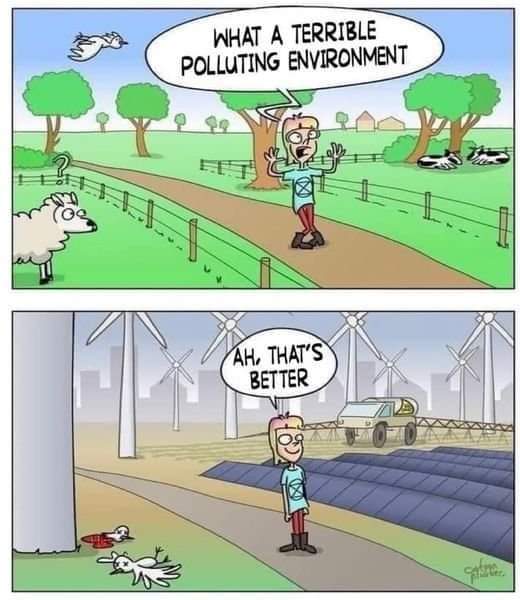 WHAT A TERRIBLE
POLLUTING ENVIRONMENT
?
AH, THAT'S
BETTER